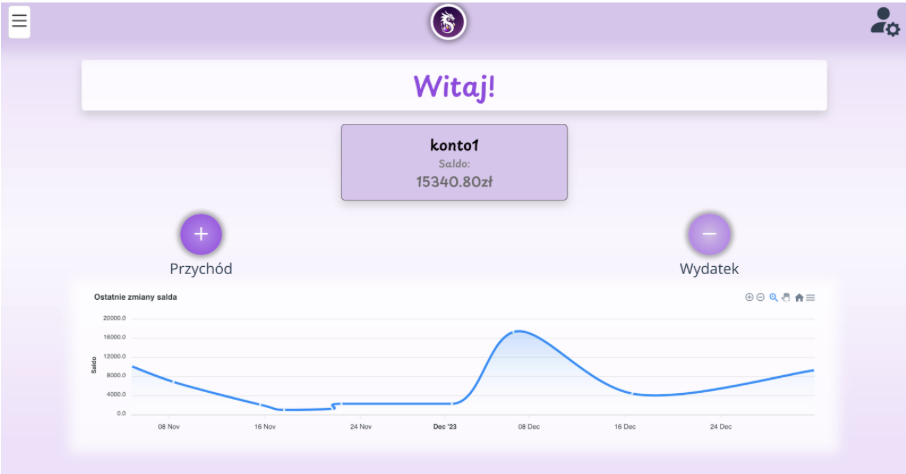 Witaj!
konto1
Saldo:
15340.80zł
Przychód
Wydatek
Ostatnie zmiany salda
Saldo
20000.0
16000.0
12000.0
8000.0
4000.0
0.0
08 Nov
16 Nov
24 Nov
Dec '23
08 Dec
16 Dec
24 Dec